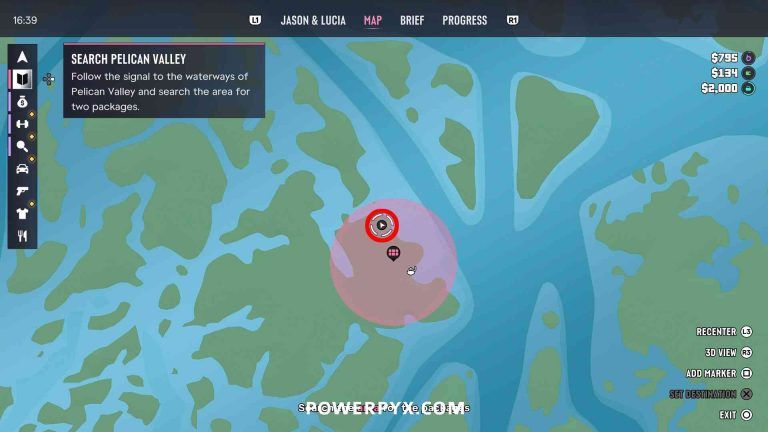 16:39
L1 JASON & LUCIA MAP BRIEF PROGRESS R1
SEARCH PELICAN VALLEY
Follow the signal to the waterways of
Pelican Valley and search the area for
two packages.
$795
$134
$2,000
RECENTER L3
3D VIEW R3
ADD MARKER
SET DESTINATION
EXIT
POWERPYX.COM